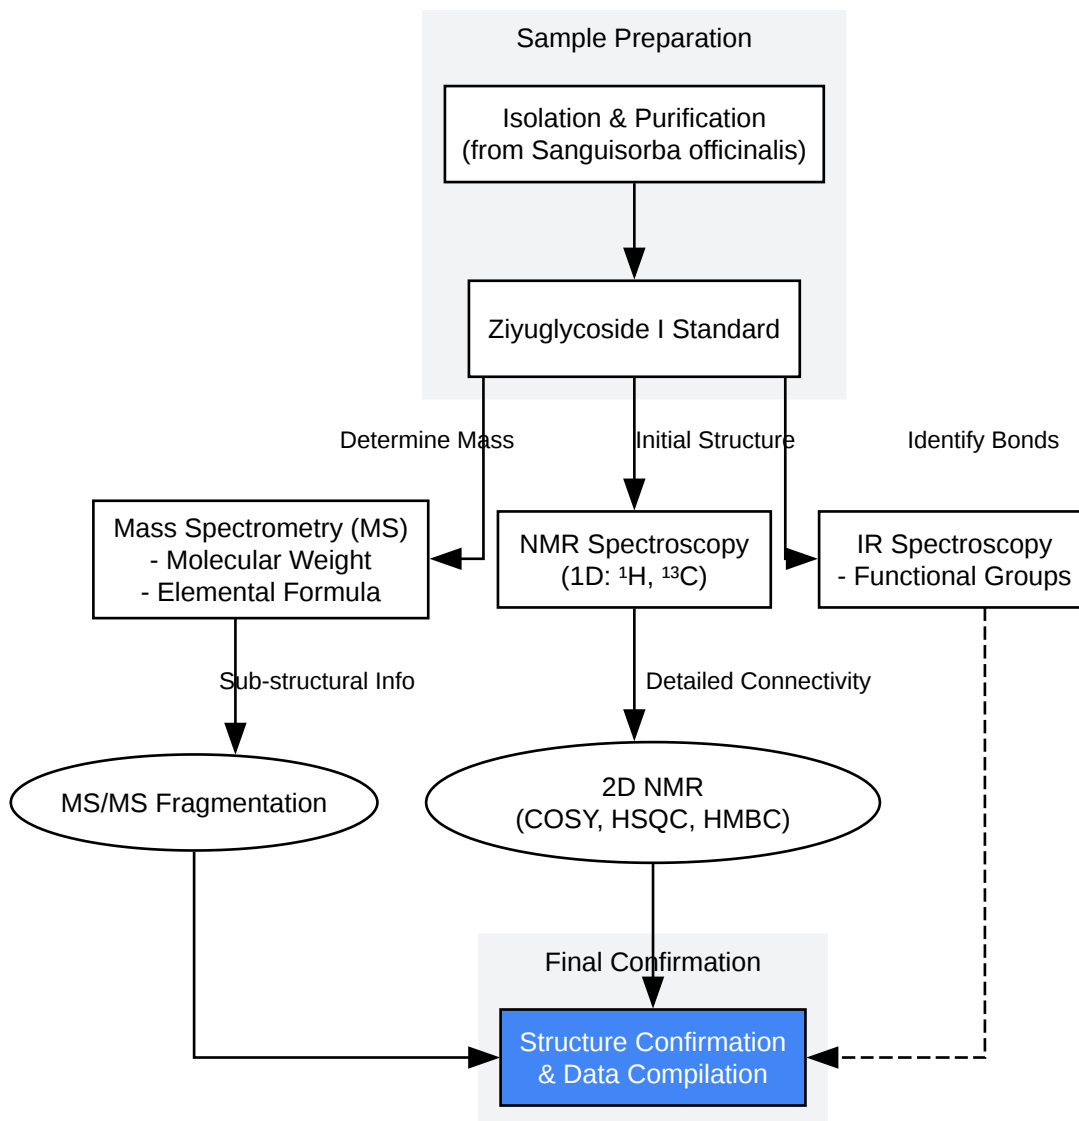 Sample Preparation
Isolation & Purification
(from Sanguisorba officinalis)
Ziyuglycoside I Standard
Determine Mass
Initial Structure
Identify Bonds
Mass Spectrometry (MS)
- Molecular Weight
- Elemental Formula
NMR Spectroscopy
(1D: ¹H, ¹³C)
IR Spectroscopy
- Functional Groups
Sub-structural Info
Detailed Connectivity
MS/MS Fragmentation
2D NMR
(COSY, HSQC, HMBC)
Final Confirmation
Structure Confirmation
& Data Compilation